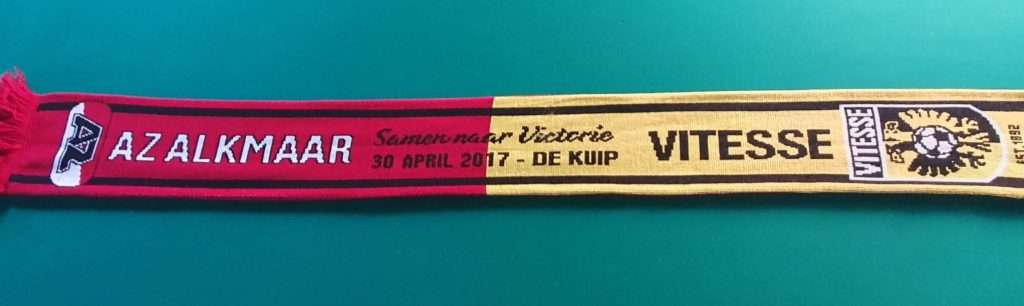 AZ
AZ ALKMAAR
Samen naar Victorie
30 APRIL 2017 - DE KUIP
VITESSE
VITESSE
EST. 1892